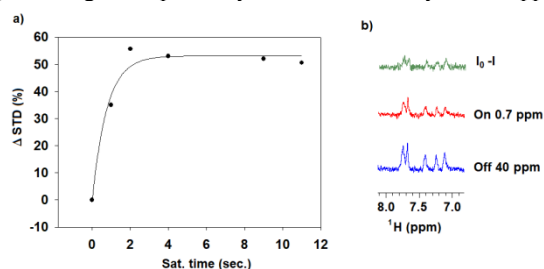 a)
60
50
40
30
20
10
0
-10
Δ STD (%)
0 2 4 6 8 10 12
Sat. time (sec.)
b)
I₀ -I
On 0.7 ppm
Off 40 ppm
8.0 7.5 7.0
¹H (ppm)